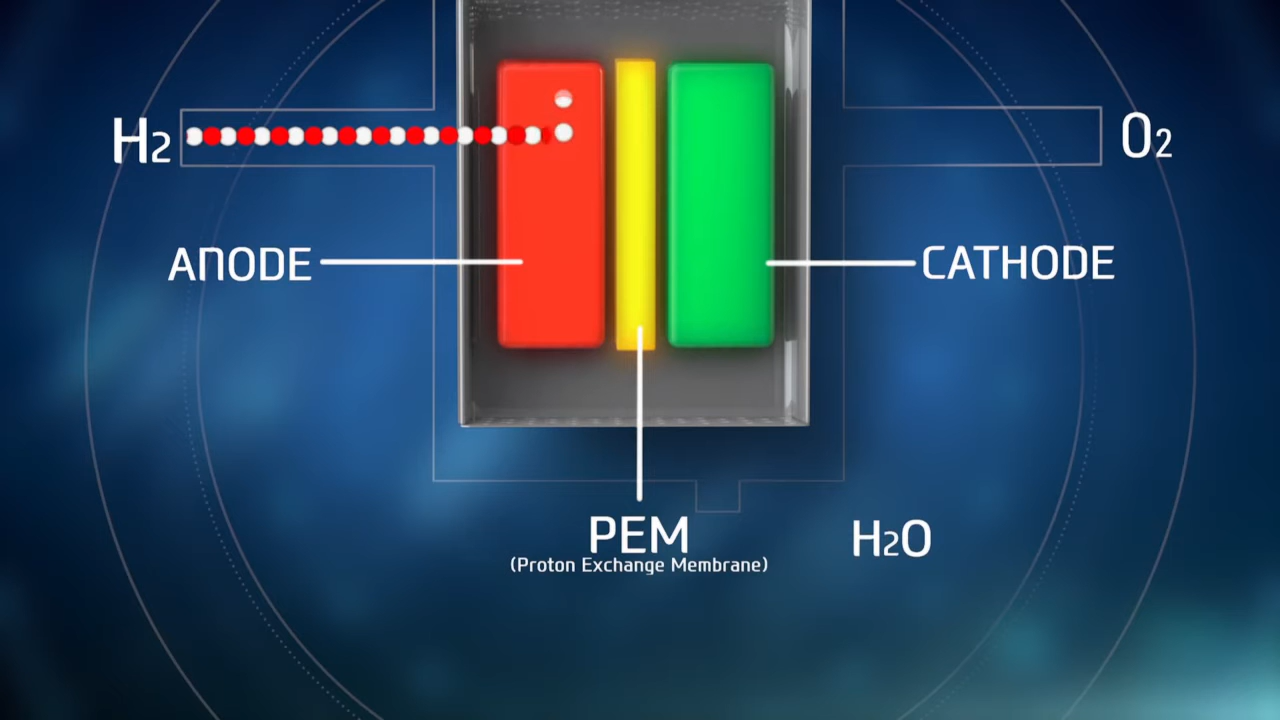 H2
O2
ANODE
CATHODE
PEM
(Proton Exchange Membrane)
H2O